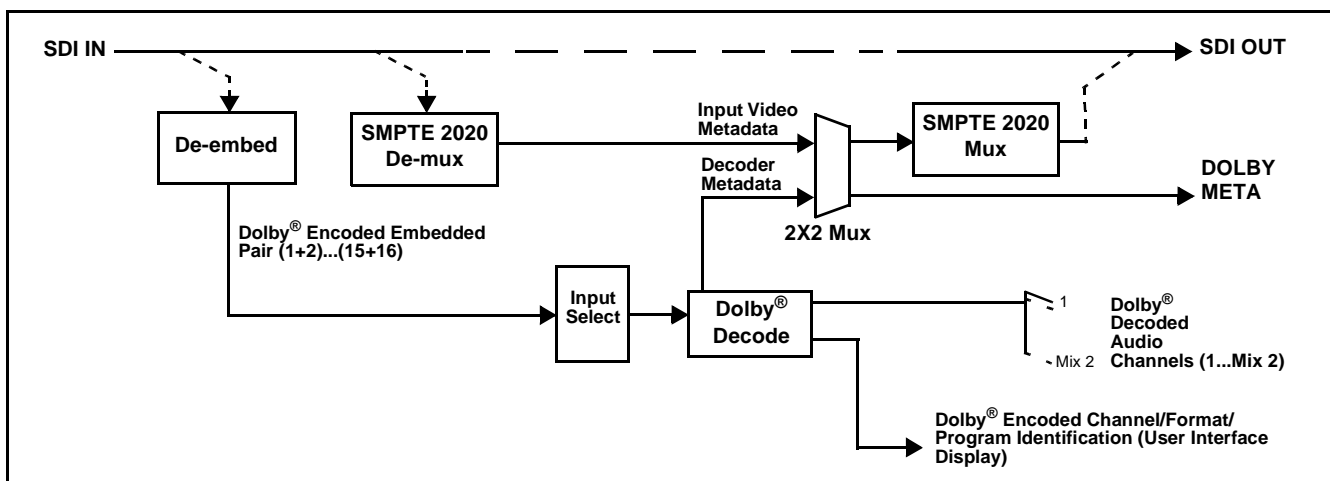 SDI IN
SDI OUT
De-embed
SMPTE 2020
De-mux
Input Video
Metadata
SMPTE 2020
Mux
Decoder
Metadata
DOLBY
META
2X2 Mux
Dolby® Encoded Embedded
Pair (1+2)...(15+16)
Input
Select
Dolby®
Decode
1
Mix 2
Dolby®
Decoded
Audio
Channels (1...Mix 2)
Dolby® Encoded Channel/Format/
Program Identification (User Interface
Display)